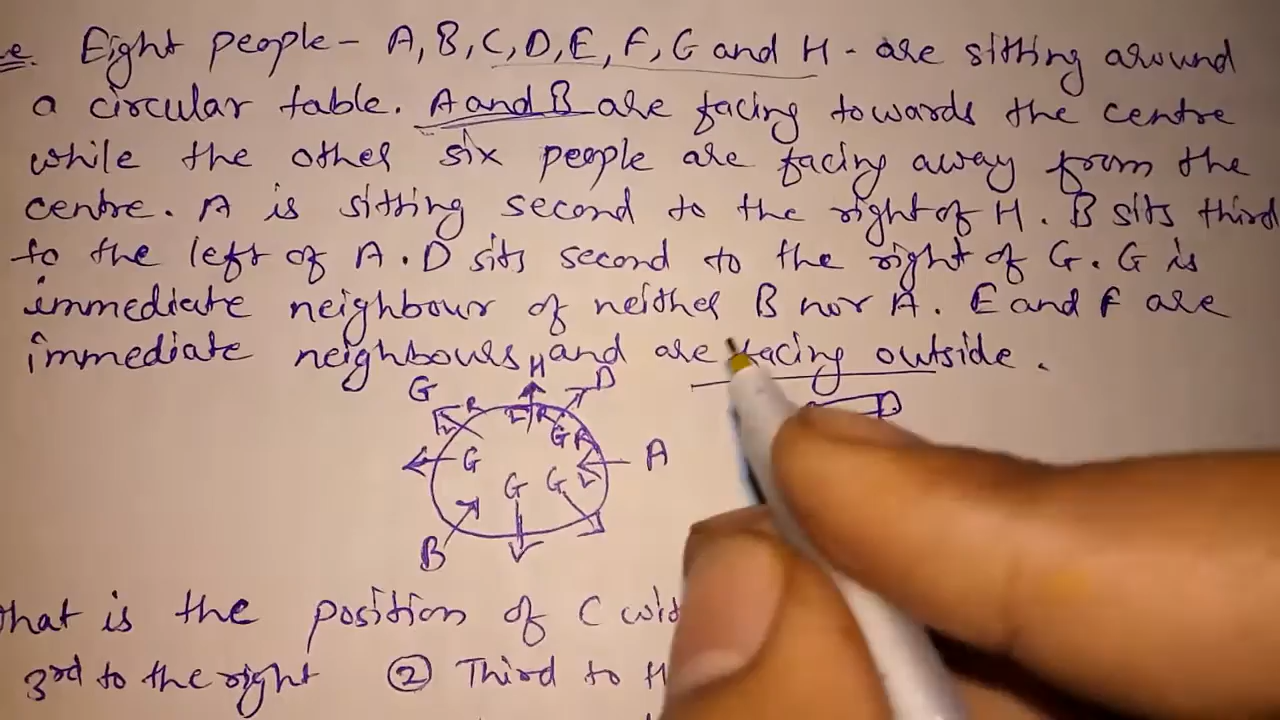 e. Eight people - A, B, C, D, E, F, G and H - are sitting around
a circular table. A and B are facing towards the centre
while the other six people are facing away from the
centre. A is sitting second to the right of H. B sits third
to the left of A. D sits second to the right of G. G is
immediate neighbour of neither B nor A. E and F are
immediate neighbours and are facing outside.
H
G D
L R L R
G R
G A
G G L
B
What is the position of C
3rd to the right ② Third to